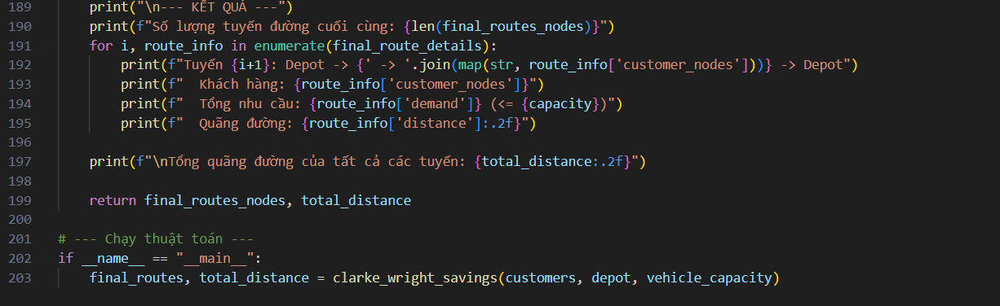 189 print("\n--- KẾT QUẢ ---")
190 print(f"Số lượng tuyến đường cuối cùng: {len(final_routes_nodes)}")
191 for i, route_info in enumerate(final_route_details):
192 print(f"Tuyến {i+1}: Depot -> {' -> '.join(map(str, route_info['customer_nodes']))} -> Depot")
193 print(f"  Khách hàng: {route_info['customer_nodes']}")
194 print(f"  Tổng nhu cầu: {route_info['demand']} (<= {capacity})")
195 print(f"  Quãng đường: {route_info['distance']:.2f}")
196
197 print(f"\nTổng quãng đường của tất cả các tuyến: {total_distance:.2f}")
198
199 return final_routes_nodes, total_distance
200
201 # --- Chạy thuật toán ---
202 if __name__ == "__main__":
203 final_routes, total_distance = clarke_wright_savings(customers, depot, vehicle_capacity)